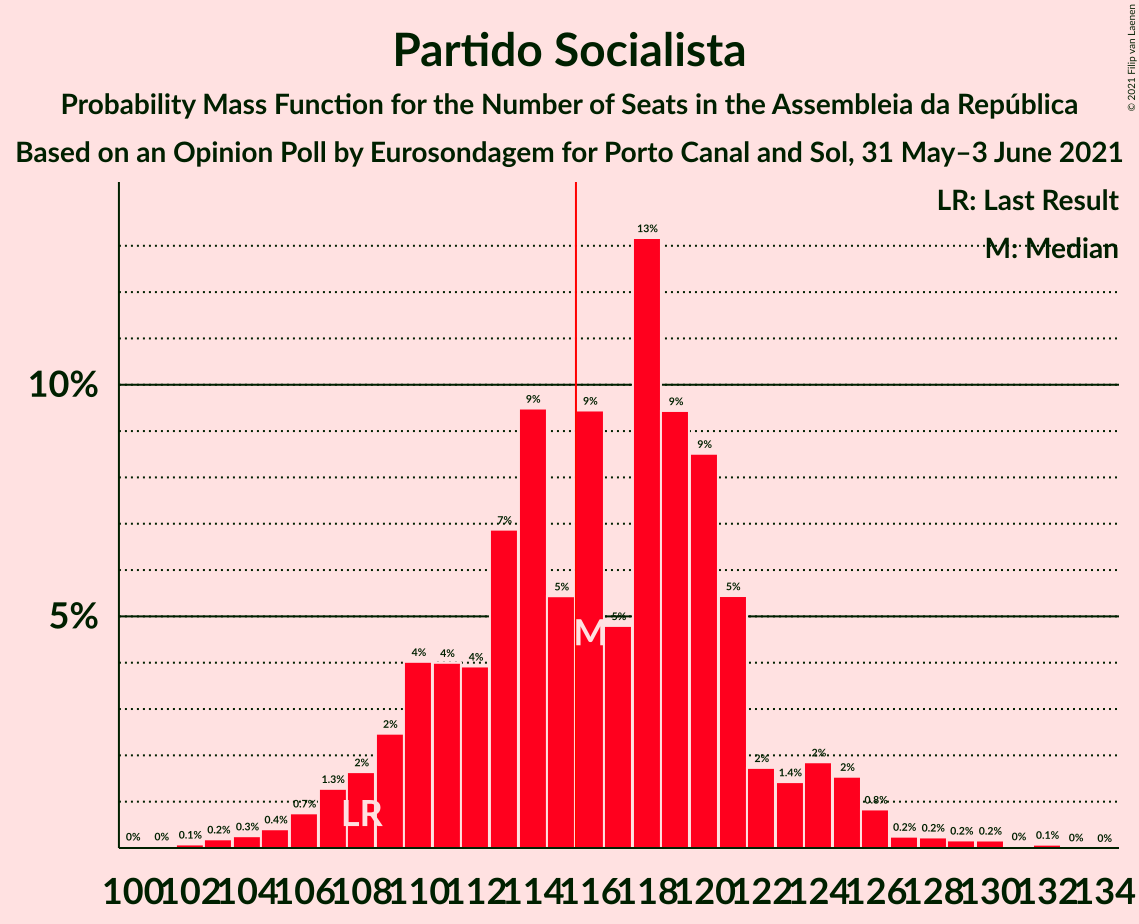 Partido Socialista
Probability Mass Function for the Number of Seats in the Assembleia da República
Based on an Opinion Poll by Eurosondagem for Porto Canal and Sol, 31 May–3 June 2021
© 2021 Filip van Laenen
LR: Last Result
M: Median
10%
5%
0% 0% 0.1% 0.2% 0.3% 0.4% 0.7% 1.3% 2% 2% 4% 4% 4% 7% 9% 5% 9% 5% 13% 9% 9% 5% 2% 1.4% 2% 2% 0.8% 0.2% 0.2% 0.2% 0.2% 0% 0.1% 0% 0%
LR
M
100 102 104 106 108 110 112 114 116 118 120 122 124 126 128 130 132 134